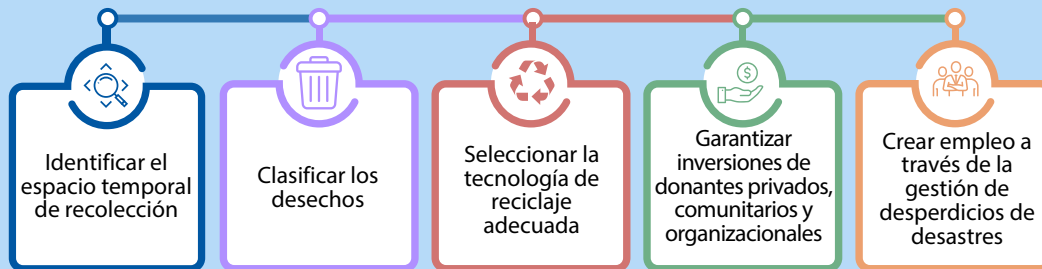 Identificar el
espacio temporal
de recolección
Clasificar los
desechos
Seleccionar la
tecnología de
reciclaje
adecuada
Garantizar
inversiones de
donantes privados,
comunitarios y
organizacionales
Crear empleo a
través de la
gestión de
desperdicios de
desastres